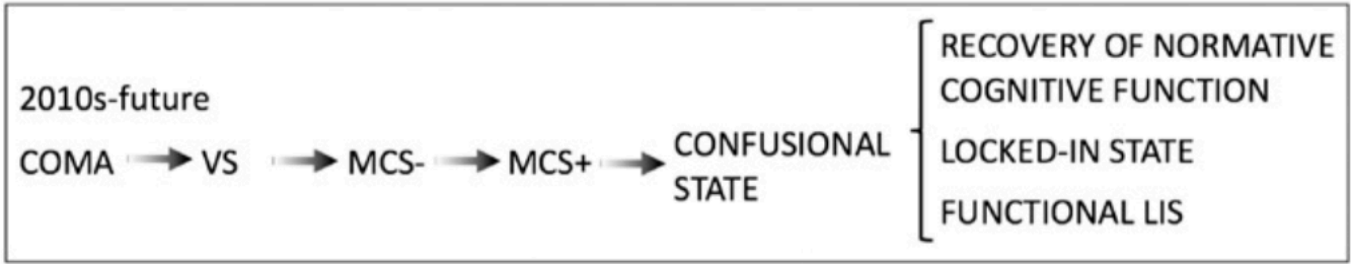 2010s-future
COMA
VS
MCS-
MCS+
CONFUSIONAL
STATE
RECOVERY OF NORMATIVE
COGNITIVE FUNCTION
LOCKED-IN STATE
FUNCTIONAL LIS